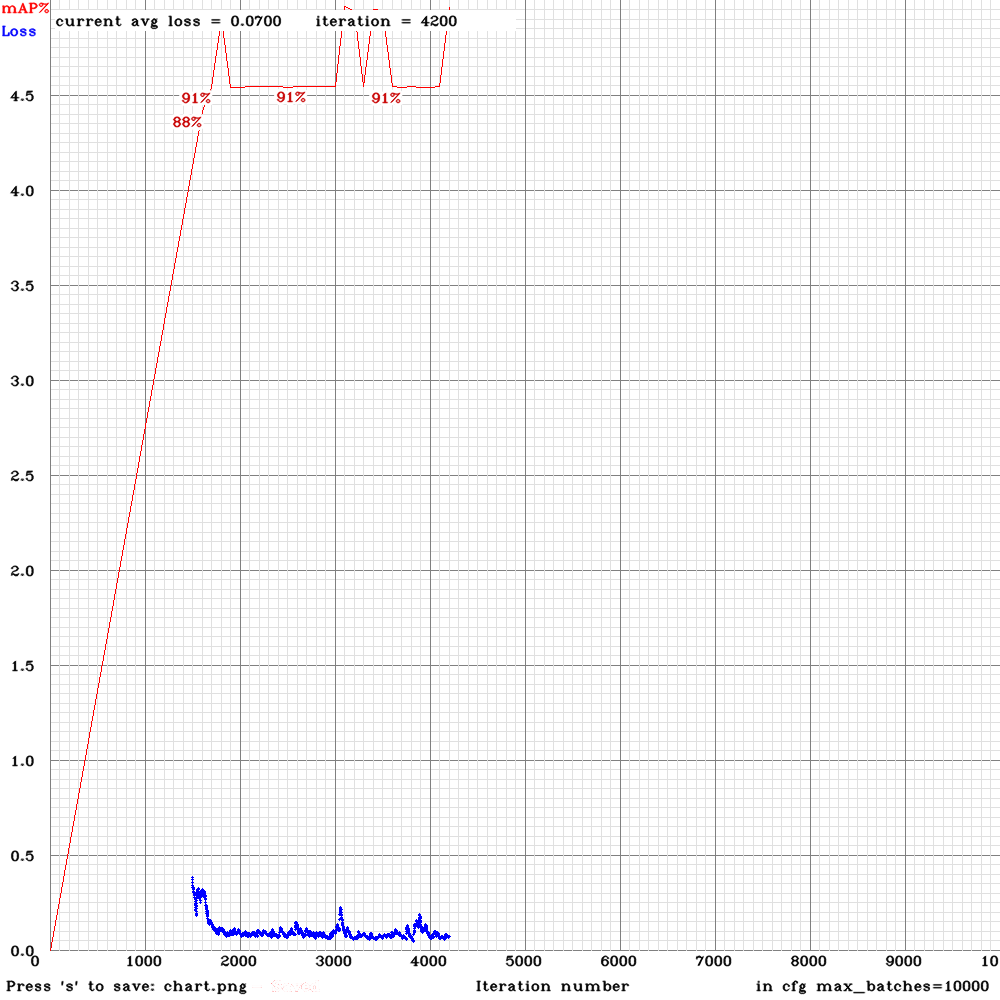 mAP%
current avg loss = 0.0700 iteration = 4200
Loss
4.5
91%
91%
91%
88%
4.0
3.5
3.0
2.5
2.0
1.5
1.0
0.5
0.0
0 1000 2000 3000 4000 5000 6000 7000 8000 9000 10
Press 's' to save: chart.png Iteration number in cfg max_batches=10000